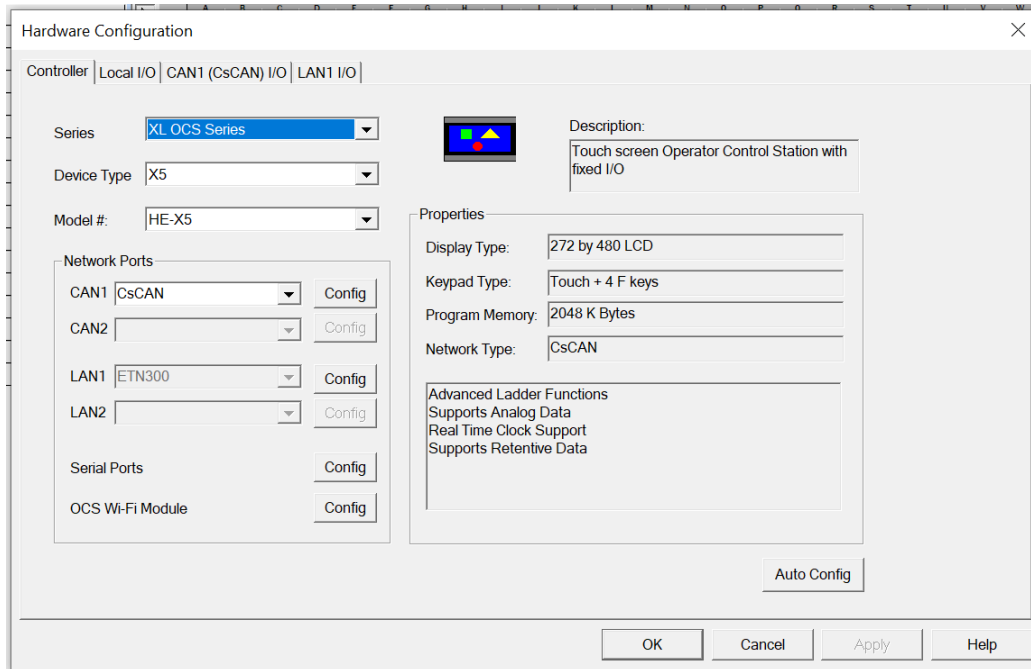 A B C D E F G H I J K L M N O P Q R S T U V W
Hardware Configuration
Controller Local I/O CAN1 (CsCAN) I/O LAN1 I/O
Series XL OCS Series
Device Type X5
Model #: HE-X5
Network Ports
CAN1 CsCAN Config
CAN2 Config
LAN1 ETN300 Config
LAN2 Config
Serial Ports Config
OCS Wi-Fi Module Config
Description:
Touch screen Operator Control Station with
fixed I/O
Properties
Display Type: 272 by 480 LCD
Keypad Type: Touch + 4 F keys
Program Memory: 2048 K Bytes
Network Type: CsCAN
Advanced Ladder Functions
Supports Analog Data
Real Time Clock Support
Supports Retentive Data
Auto Config
OK Cancel Apply Help